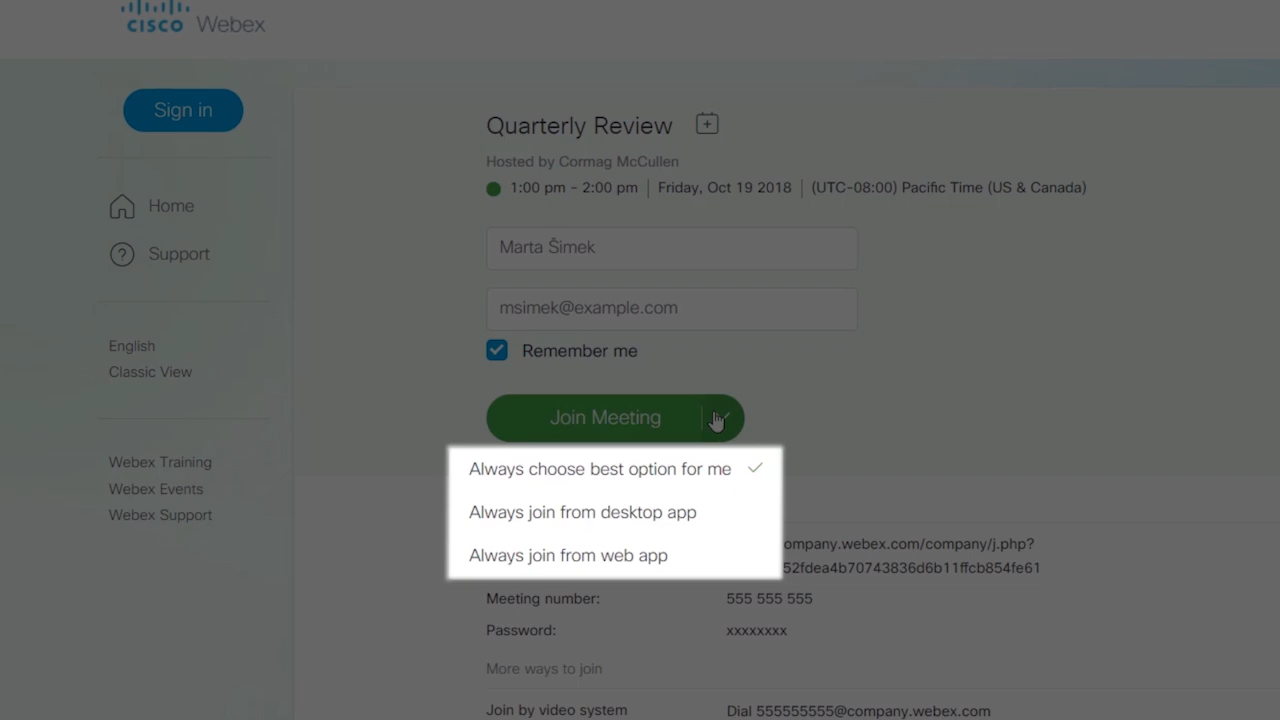 CISCO Webex
Sign in
Home
Support
English
Classic View
Webex Training
Webex Events
Webex Support
Quarterly Review
Hosted by Cormag McCullen
1:00 pm - 2:00 pm | Friday, Oct 19 2018 | (UTC-08:00) Pacific Time (US & Canada)
Marta Šimek
msimek@example.com
Remember me
Join Meeting
Always choose best option for me
Always join from desktop app
Always join from web app
company.webex.com/company/j.php?
52fdea4b70743836d6b11ffcb854fe61
Meeting number: 555 555 555
Password: xxxxxxxx
More ways to join
Join by video system Dial 555555555@company.webex.com